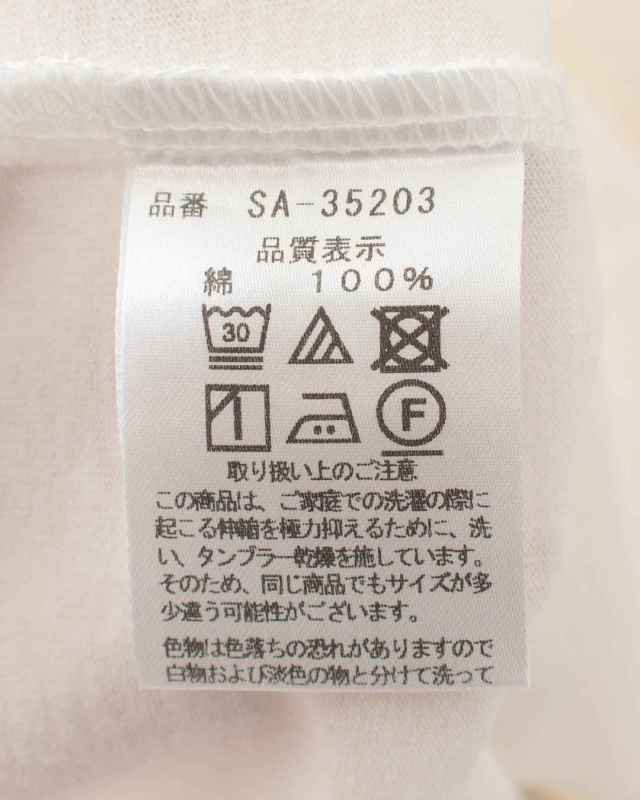 品番 SA-35203
品質表示
綿 100%
30
F
取り扱い上のご注意
この商品は、ご家庭での洗濯の際に
起こる伸縮を極力抑えるために、洗
い、タンブラー乾燥を施しています。
そのため、同じ商品でもサイズが多
少違う可能性がございます。
色物は色落ちの恐れがありますので
白物および淡色の物と分けて洗って